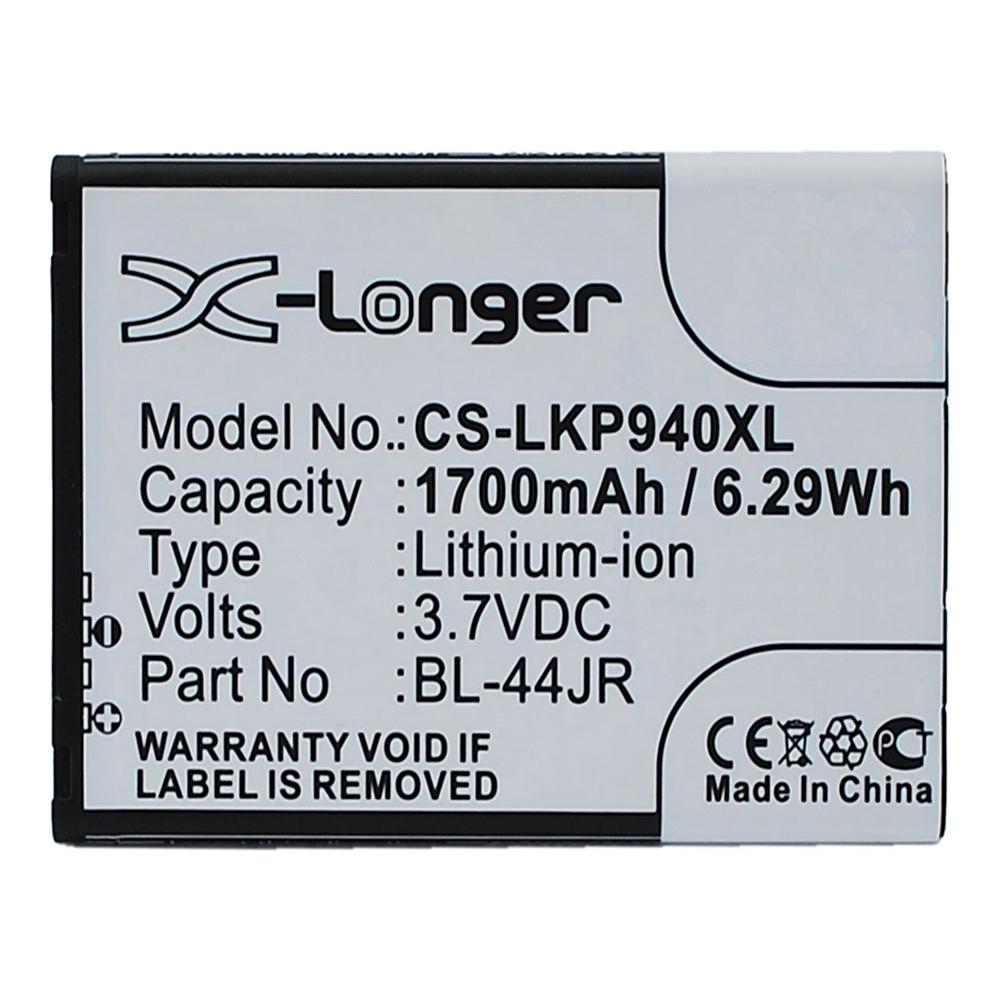 X-Longer
Model No.: CS-LKP940XL
Capacity : 1700mAh / 6.29Wh
Type : Lithium-ion
Volts : 3.7VDC
Part No : BL-44JR
WARRANTY VOID IF
LABEL IS REMOVED
CE PCT
Made In China